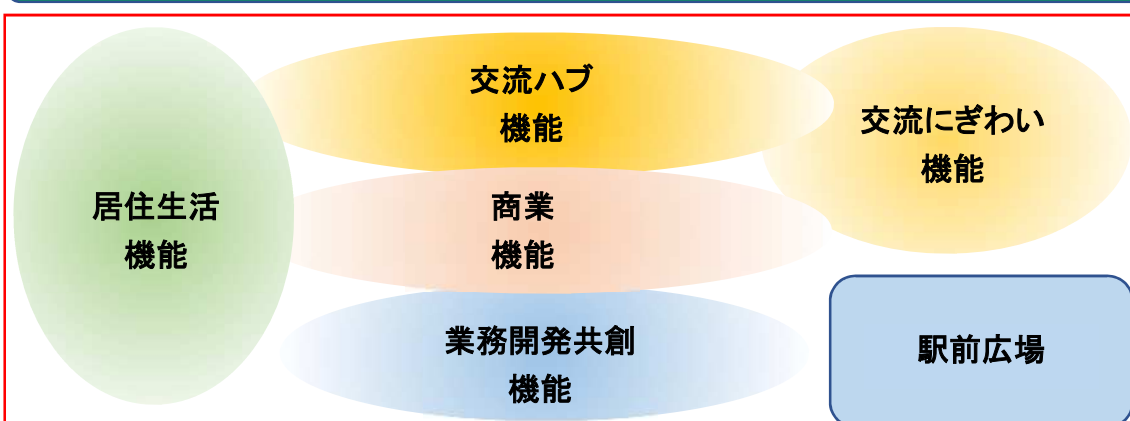 交流ハブ
機能
交流にぎわい
機能
居住生活
機能
商業
機能
業務開発共創
機能
駅前広場